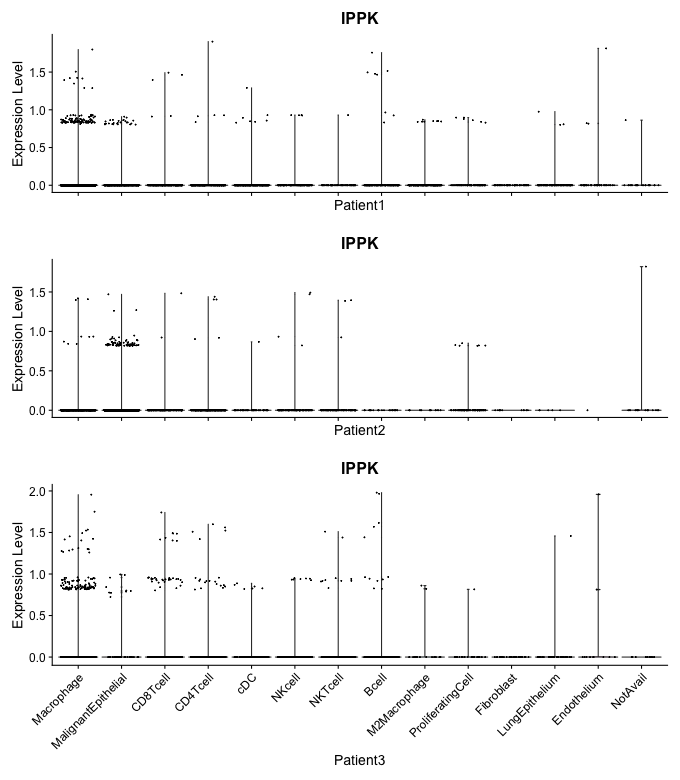 IPPK
Expression Level
1.5
1.0
0.5
0.0
Patient1
IPPK
Expression Level
1.5
1.0
0.5
0.0
Patient2
IPPK
Expression Level
2.0
1.5
1.0
0.5
0.0
Macrophage
MalignantEpithelial
CD8Tcell
CD4Tcell
cDC
NKcell
NKTcell
Bcell
M2Macrophage
ProliferatingCell
Fibroblast
LungEpithelium
Endothelium
NotAvail
Patient3